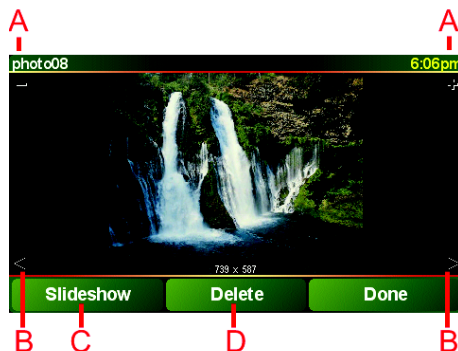 A A
photo08 6:06pm
- +
< 739 x 587 >
Slideshow Delete Done
B C D B